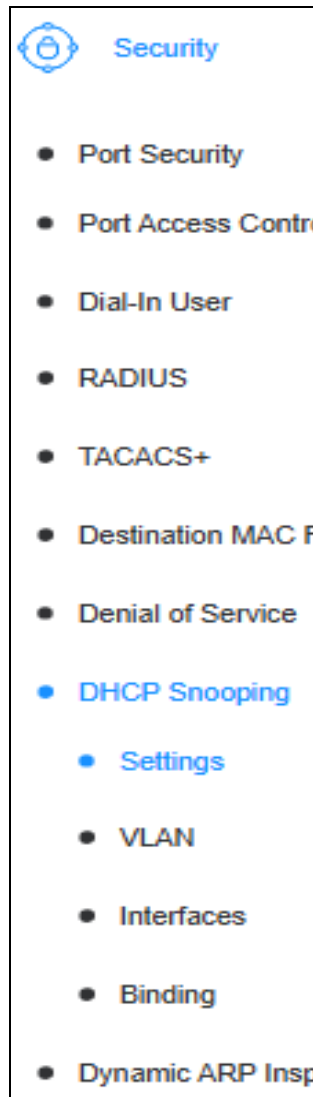 Security
Port Security
Port Access Contro
Dial-In User
RADIUS
TACACS+
Destination MAC F
Denial of Service
DHCP Snooping
Settings
VLAN
Interfaces
Binding
Dynamic ARP Insp